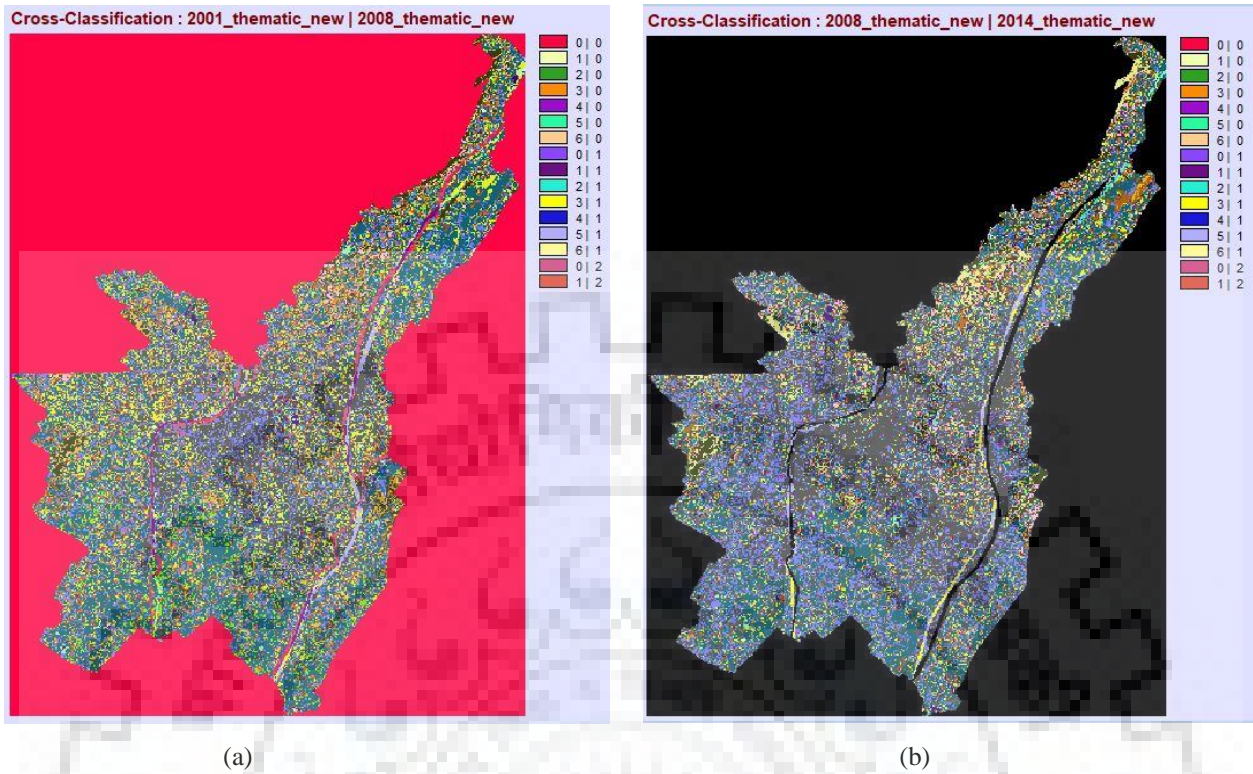 Cross-Classification : 2001_thematic_new | 2008_thematic_new
0 | 0
1 | 0
2 | 0
3 | 0
4 | 0
5 | 0
6 | 0
0 | 1
1 | 1
2 | 1
3 | 1
4 | 1
5 | 1
6 | 1
0 | 2
1 | 2
(a)
Cross-Classification : 2008_thematic_new | 2014_thematic_new
0 | 0
1 | 0
2 | 0
3 | 0
4 | 0
5 | 0
6 | 0
0 | 1
1 | 1
2 | 1
3 | 1
4 | 1
5 | 1
6 | 1
0 | 2
1 | 2
(b)